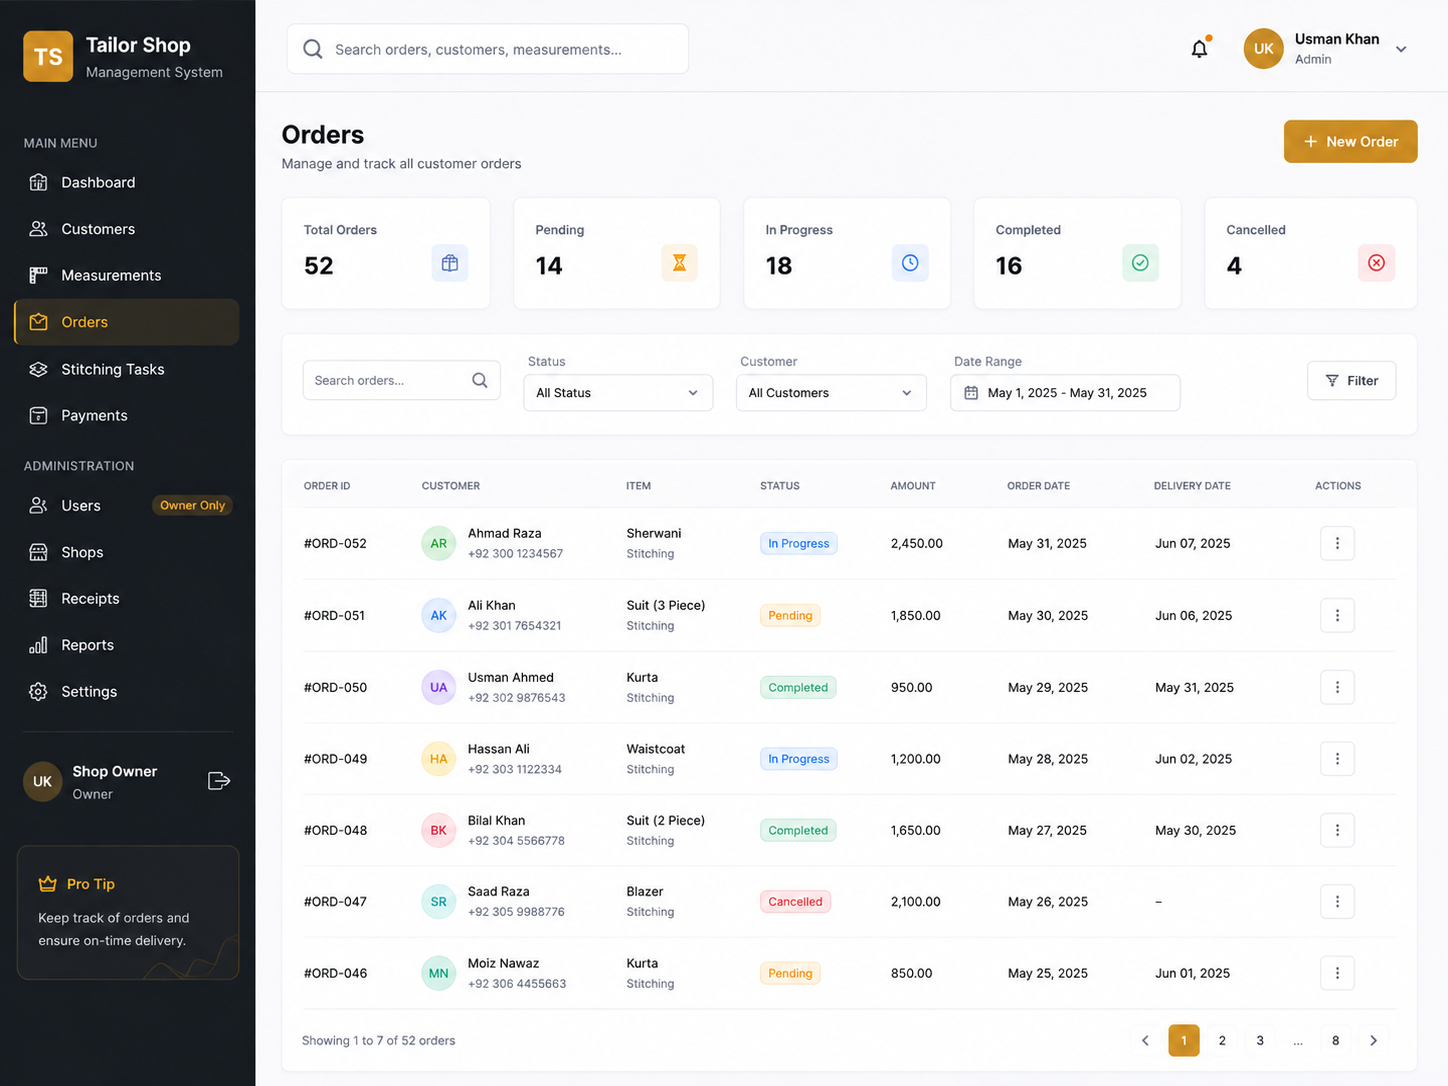 TS
Tailor Shop
Management System
MAIN MENU
Dashboard
Customers
Measurements
Orders
Stitching Tasks
Payments
ADMINISTRATION
Users Owner Only
Shops
Receipts
Reports
Settings
UK
Shop Owner
Owner
Pro Tip
Keep track of orders and
ensure on-time delivery.
Search orders, customers, measurements...
UK
Usman Khan
Admin
Orders
Manage and track all customer orders
+ New Order
Total Orders
52
Pending
14
In Progress
18
Completed
16
Cancelled
4
Search orders...
Status
All Status
Customer
All Customers
Date Range
May 1, 2025 - May 31, 2025
Filter
ORDER ID CUSTOMER ITEM STATUS AMOUNT ORDER DATE DELIVERY DATE ACTIONS
#ORD-052 AR Ahmad Raza Sherwani In Progress 2,450.00 May 31, 2025 Jun 07, 2025
+92 300 1234567 Stitching
#ORD-051 AK Ali Khan Suit (3 Piece) Pending 1,850.00 May 30, 2025 Jun 06, 2025
+92 301 7654321 Stitching
#ORD-050 UA Usman Ahmed Kurta Completed 950.00 May 29, 2025 May 31, 2025
+92 302 9876543 Stitching
#ORD-049 HA Hassan Ali Waistcoat In Progress 1,200.00 May 28, 2025 Jun 02, 2025
+92 303 1122334 Stitching
#ORD-048 BK Bilal Khan Suit (2 Piece) Completed 1,650.00 May 27, 2025 May 30, 2025
+92 304 5566778 Stitching
#ORD-047 SR Saad Raza Blazer Cancelled 2,100.00 May 26, 2025 –
+92 305 9988776 Stitching
#ORD-046 MN Moiz Nawaz Kurta Pending 850.00 May 25, 2025 Jun 01, 2025
+92 306 4455663 Stitching
Showing 1 to 7 of 52 orders
1 2 3 ... 8